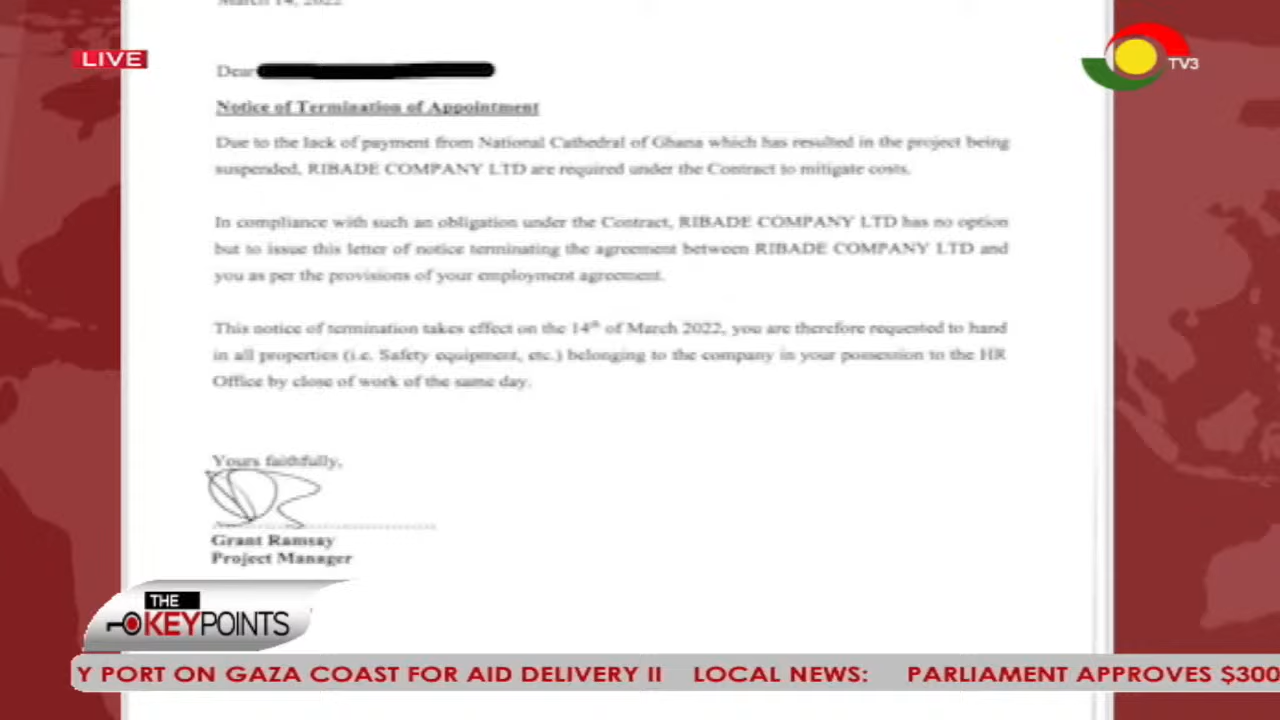 March 14, 2022
LIVE
TV3
Dear
Notice of Termination of Appointment
Due to the lack of payment from National Cathedral of Ghana which has resulted in the project being
suspended, RIBADE COMPANY LTD are required under the Contract to mitigate costs.
In compliance with such an obligation under the Contract, RIBADE COMPANY LTD has no option
but to issue this letter of notice terminating the agreement between RIBADE COMPANY LTD and
you as per the provisions of your employment agreement.
This notice of termination takes effect on the 14th of March 2022, you are therefore requested to hand
in all properties (i.e. Safety equipment, etc.) belonging to the company in your possession to the HR
Office by close of work of the same day.
Yours faithfully,
Grant Ramsay
Project Manager
THE
KEYPOINTS
Y PORT ON GAZA COAST FOR AID DELIVERY II LOCAL NEWS: PARLIAMENT APPROVES $300